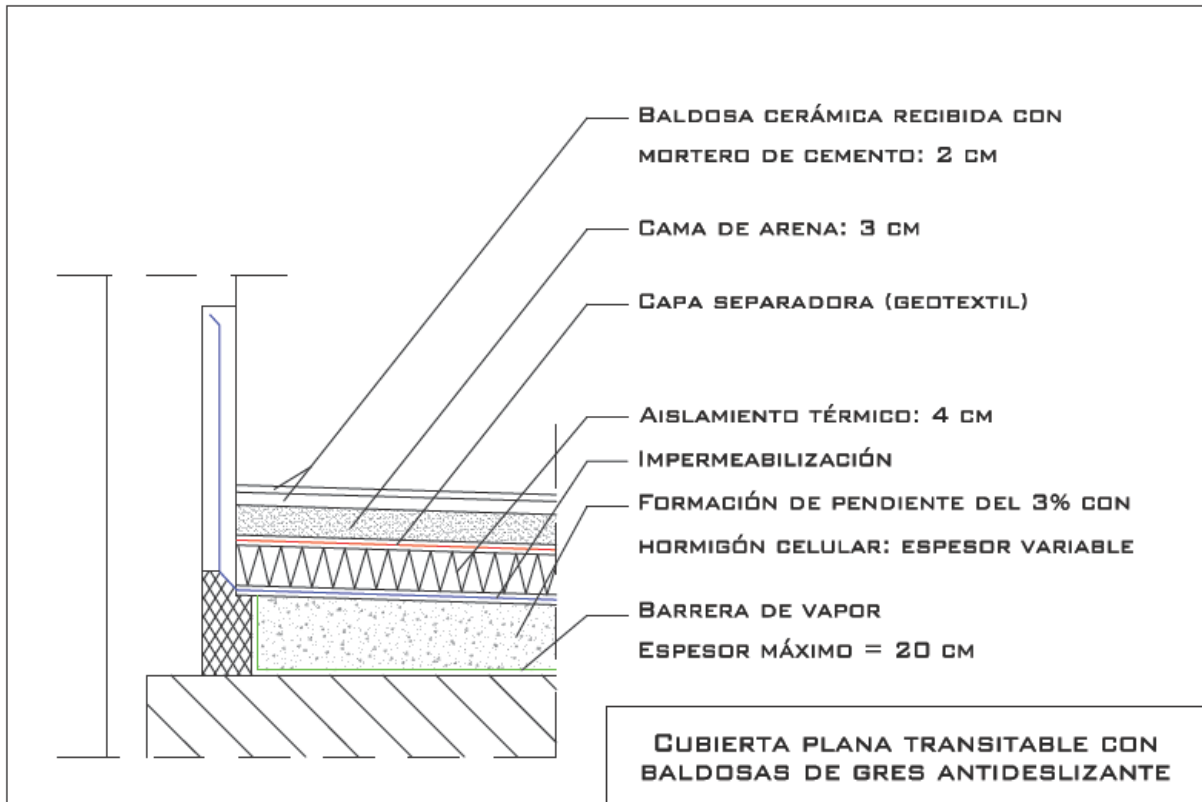 BALDOSA CERÁMICA RECIBIDA CON
MORTERO DE CEMENTO: 2 CM
CAMA DE ARENA: 3 CM
CAPA SEPARADORA (GEOTEXTIL)
AISLAMIENTO TÉRMICO: 4 CM
IMPERMEABILIZACIÓN
FORMACIÓN DE PENDIENTE DEL 3% CON
HORMIGÓN CELULAR: ESPESOR VARIABLE
BARRERA DE VAPOR
ESPESOR MÁXIMO = 20 CM
CUBIERTA PLANA TRANSITABLE CON
BALDOSAS DE GRES ANTIDESLIZANTE